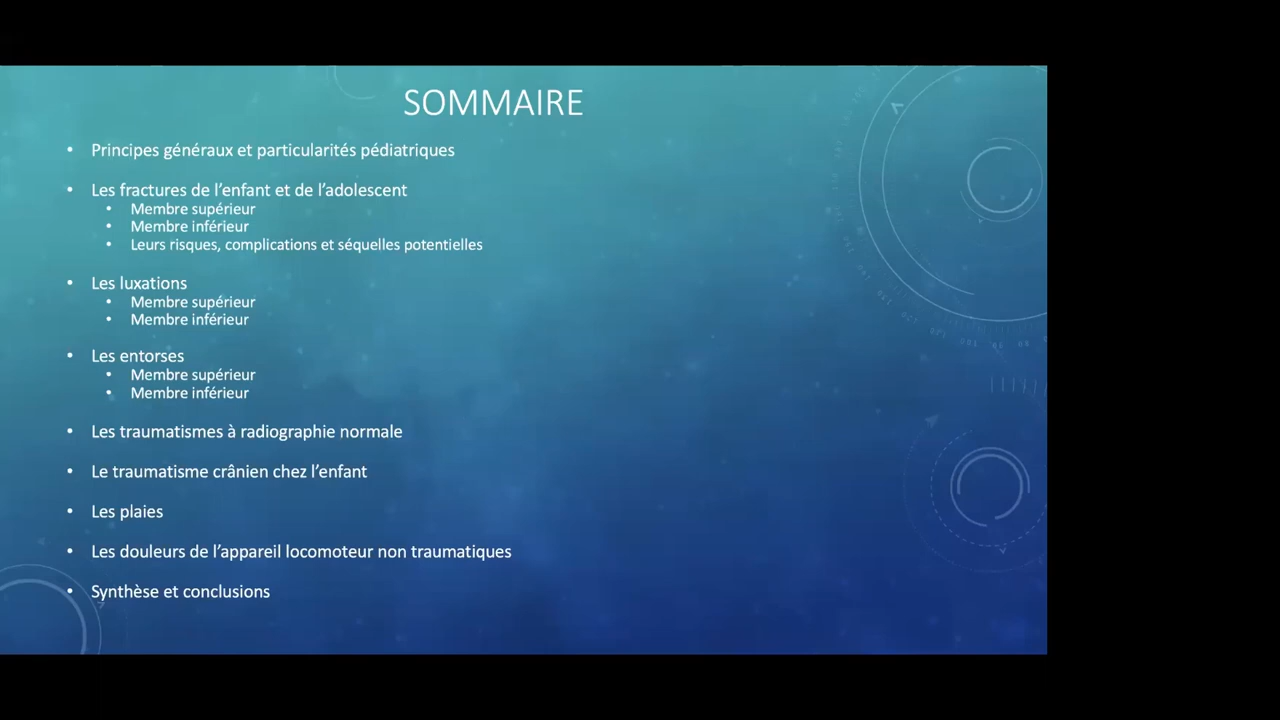 SOMMAIRE
• Principes généraux et particularités pédiatriques
• Les fractures de l’enfant et de l’adolescent
• Membre supérieur
• Membre inférieur
• Leurs risques, complications et séquelles potentielles
• Les luxations
• Membre supérieur
• Membre inférieur
• Les entorses
• Membre supérieur
• Membre inférieur
• Les traumatismes à radiographie normale
• Le traumatisme crânien chez l’enfant
• Les plaies
• Les douleurs de l’appareil locomoteur non traumatiques
• Synthèse et conclusions